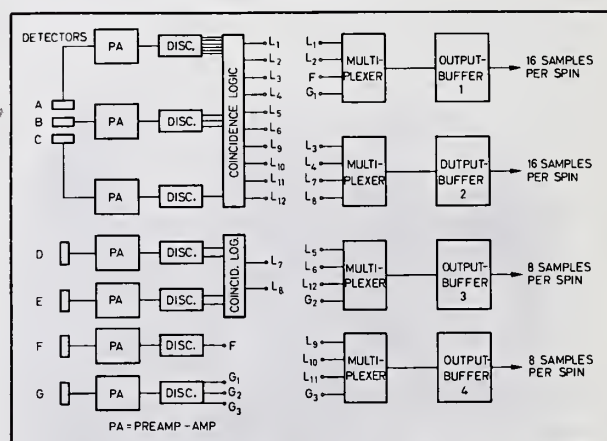 DETECTORS
A
B
C
PA
DISC.
PA
DISC.
PA
DISC.
COINCIDENCE LOGIC
L1
L2
L3
L4
L5
L6
L9
L10
L11
L12
D
PA
DISC.
E
PA
DISC.
COINCID. LOG.
L7
L8
F
PA
DISC.
F
G
PA
DISC.
G1
G2
G3
PA = PREAMP - AMP
L1
L2
F
G1
MULTI-
PLEXER
OUTPUT-
BUFFER
1
16 SAMPLES
PER SPIN
L3
L4
L7
L8
MULTI-
PLEXER
DUTPUT-
BUFFER
2
16 SAMPLES
PER SPIN
L5
L6
L12
G2
MULTI-
PLEXER
OUTPUT-
BUFFER
3
8 SAMPLES
PER SPIN
L9
L10
L11
G3
MULTI-
PLEXER
OUTPUT-
BUFFER
4
8 SAMPLES
PER SPIN